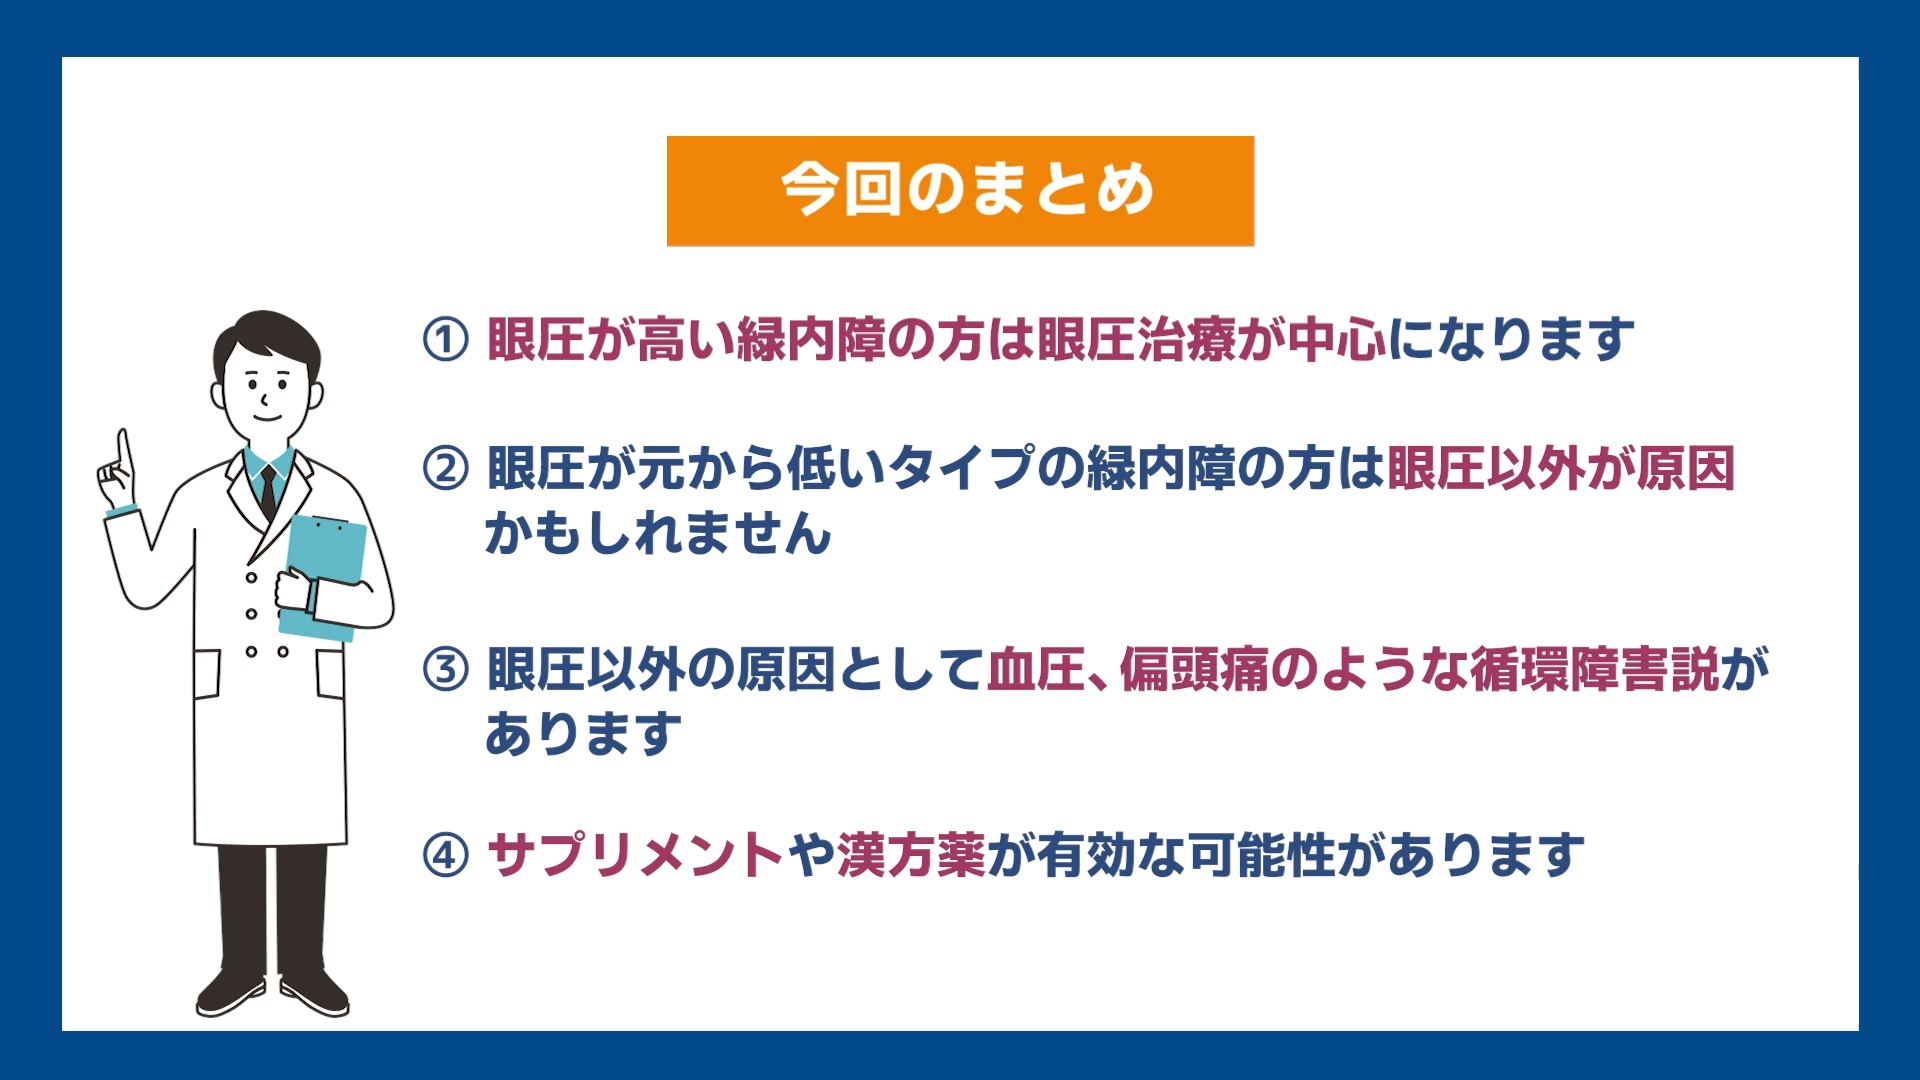 今回のまとめ
① 眼圧が高い緑内障の方は眼圧治療が中心になります
② 眼圧が元から低いタイプの緑内障の方は眼圧以外が原因
かもしれません
③ 眼圧以外の原因として血圧、偏頭痛のような循環障害説が
あります
④ サプリメントや漢方薬が有効な可能性があります